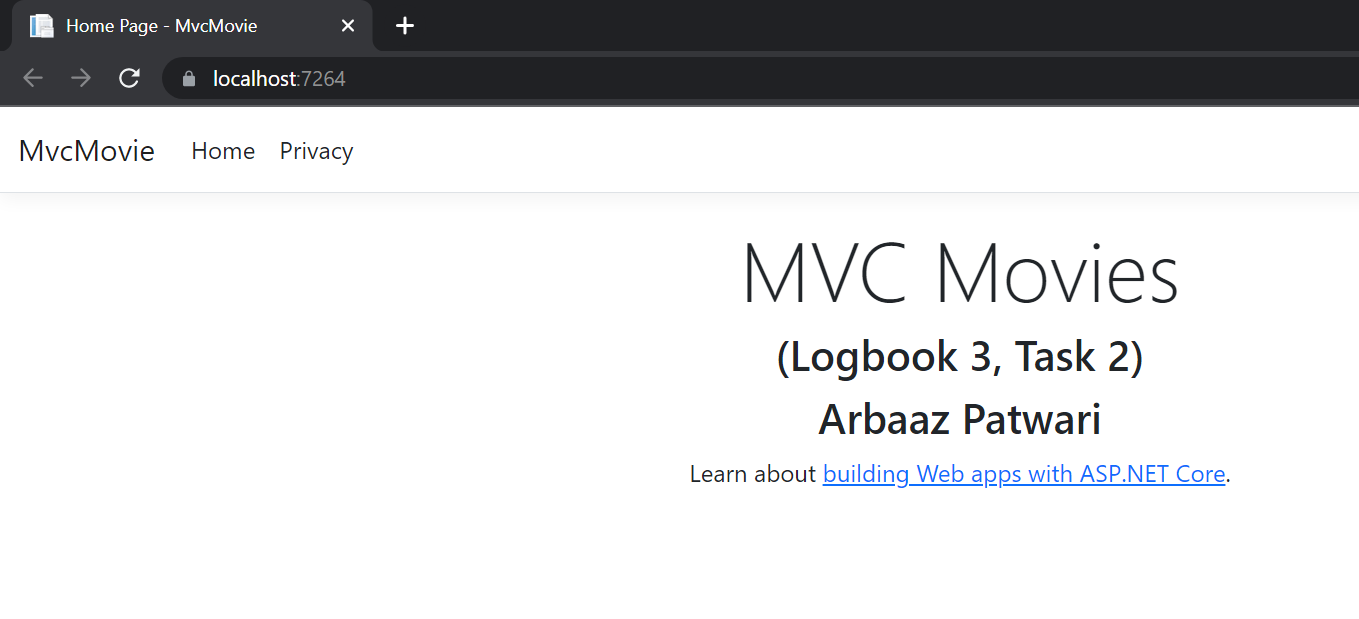 Home Page - MvcMovie
localhost:7264
MvcMovie Home Privacy
MVC Movies
(Logbook 3, Task 2)
Arbaaz Patwari
Learn about building Web apps with ASP.NET Core.